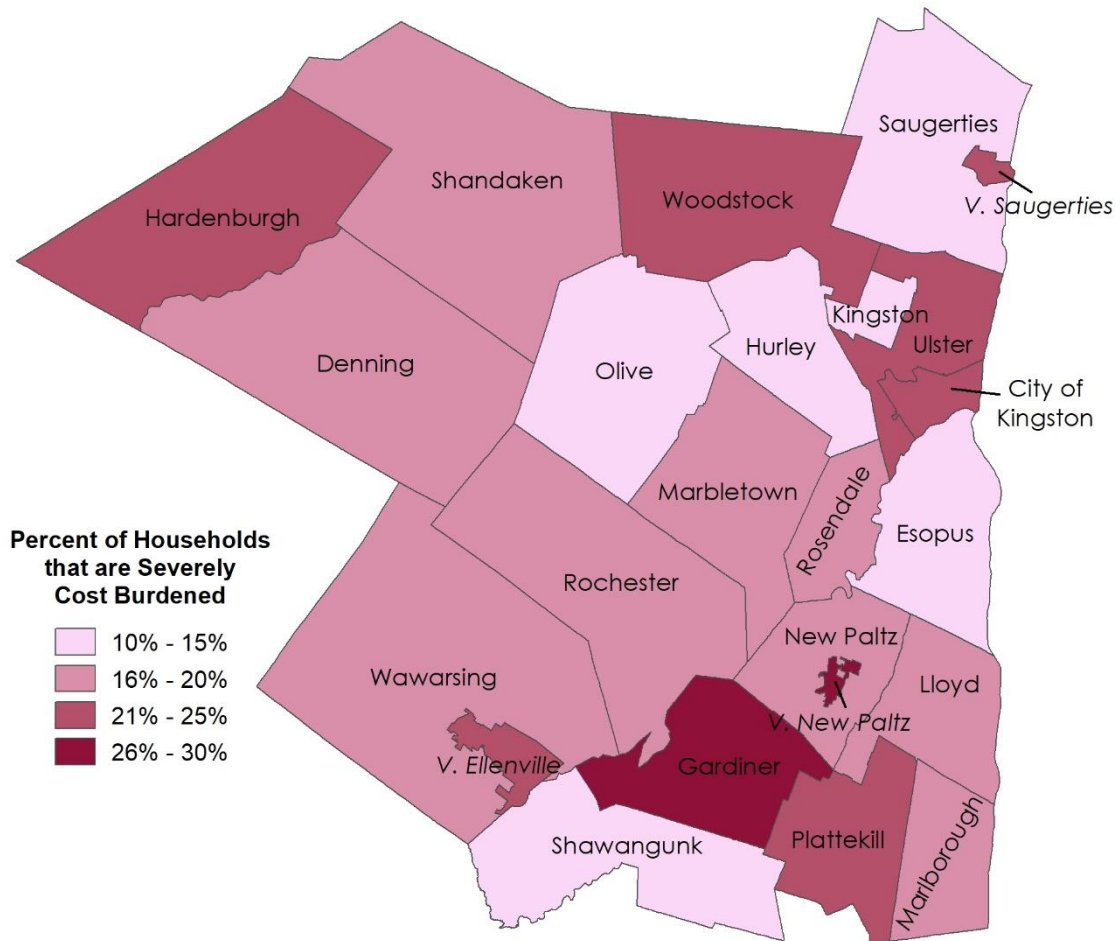 Saugerties
Shandaken
V. Saugerties
Woodstock
Hardenburgh
Kingston
Ulster
Hurley
Denning
Olive
City of
Kingston
Marbletown
Rosendale
Esopus
Percent of Households
that are Severely
Cost Burdened
10% - 15%
16% - 20%
21% - 25%
26% - 30%
Rochester
New Paltz
Wawarsing
Lloyd
V. New Paltz
V. Ellenville
Gardiner
Shawangunk
Plattekill
Marlborough